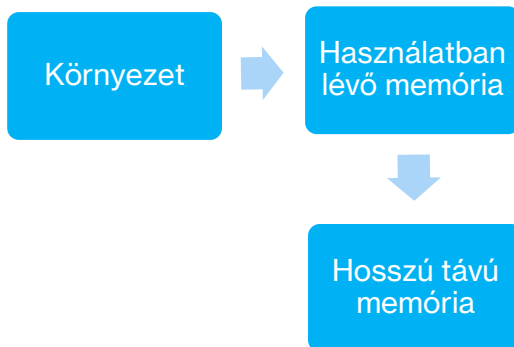 Környezet
Használatban
lévő memória
Hosszú távú
memória